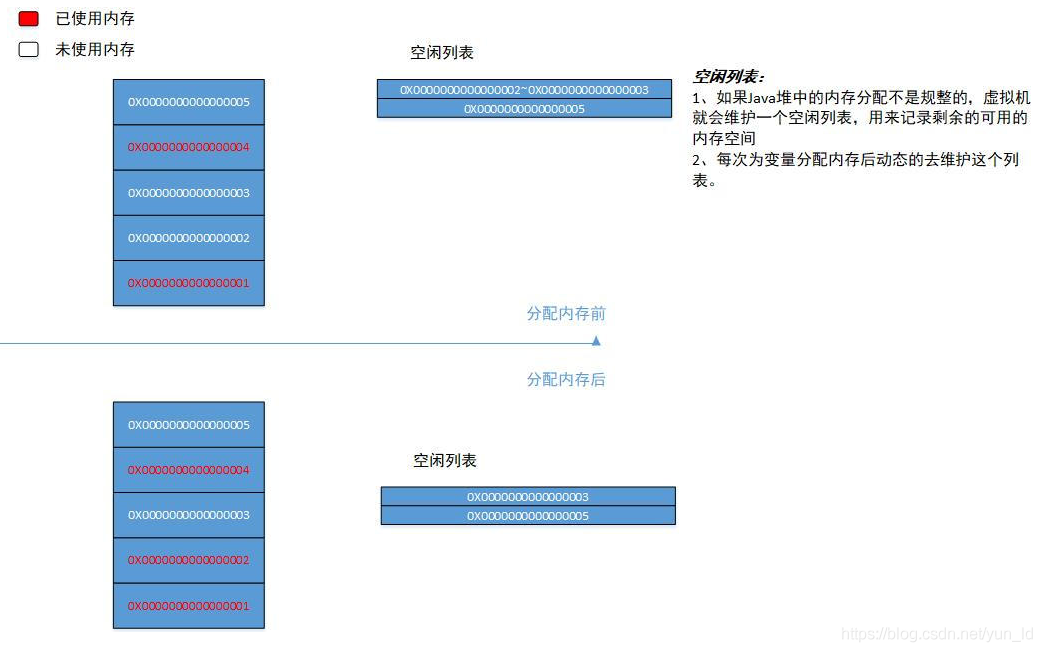 已使用内存
未使用内存
空闲列表
0X0000000000000005
0X0000000000000004
0X0000000000000003
0X0000000000000002
0X0000000000000001
0X0000000000000002~0X0000000000000003
0X0000000000000005
空闲列表：
1、如果Java堆中的内存分配不是规整的，虚拟机
就会维护一个空闲列表，用来记录剩余的可用的
内存空间
2、每次为变量分配内存后动态的去维护这个列
表。
分配内存前
分配内存后
0X0000000000000005
0X0000000000000004
0X0000000000000003
0X0000000000000002
0X0000000000000001
空闲列表
0X0000000000000003
0X0000000000000005
https://blog.csdn.net/yun_ld